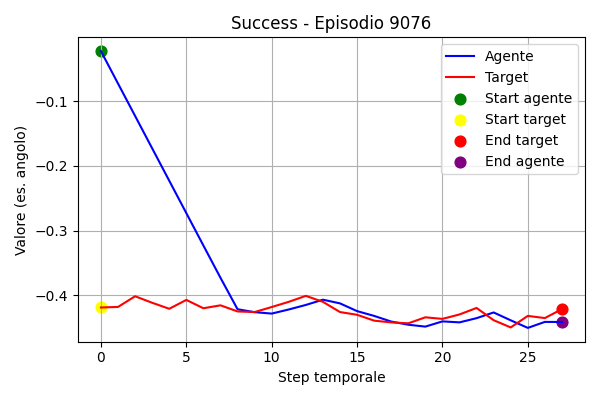 Success - Episodio 9076
Agente
Target
Start agente
Start target
End target
End agente
Valore (es. angolo)
−0.1
−0.2
−0.3
−0.4
0
5
10
15
20
25
Step temporale